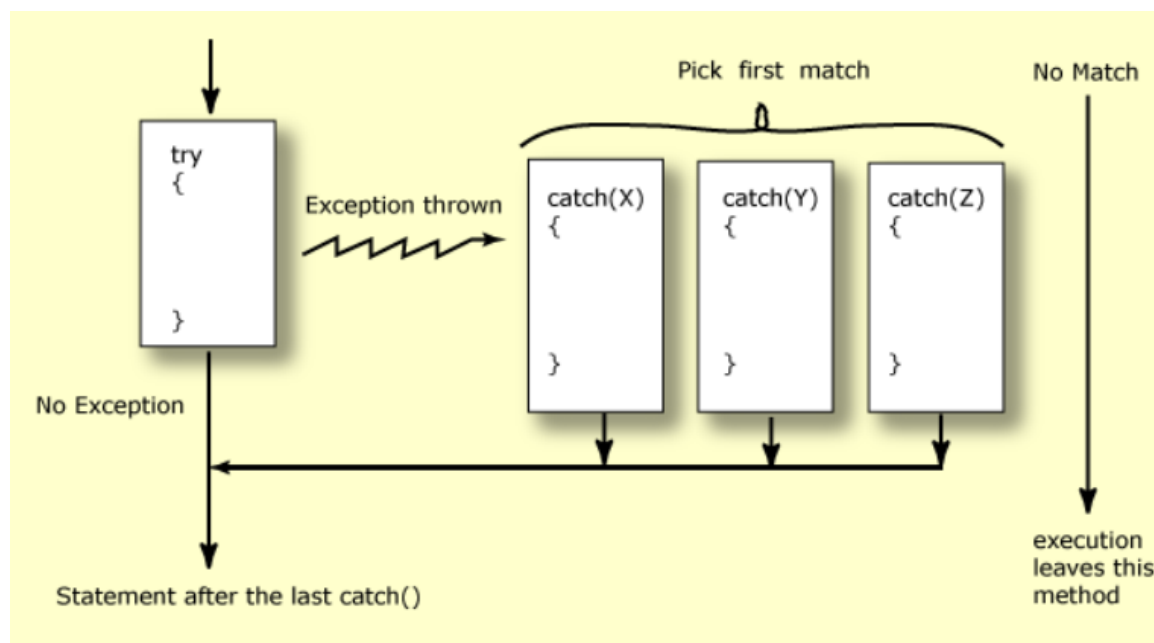 Pick first match
No Match
try
{
}
Exception thrown
catch(X)
{
}
catch(Y)
{
}
catch(Z)
{
}
No Exception
Statement after the last catch()
execution
leaves this
method